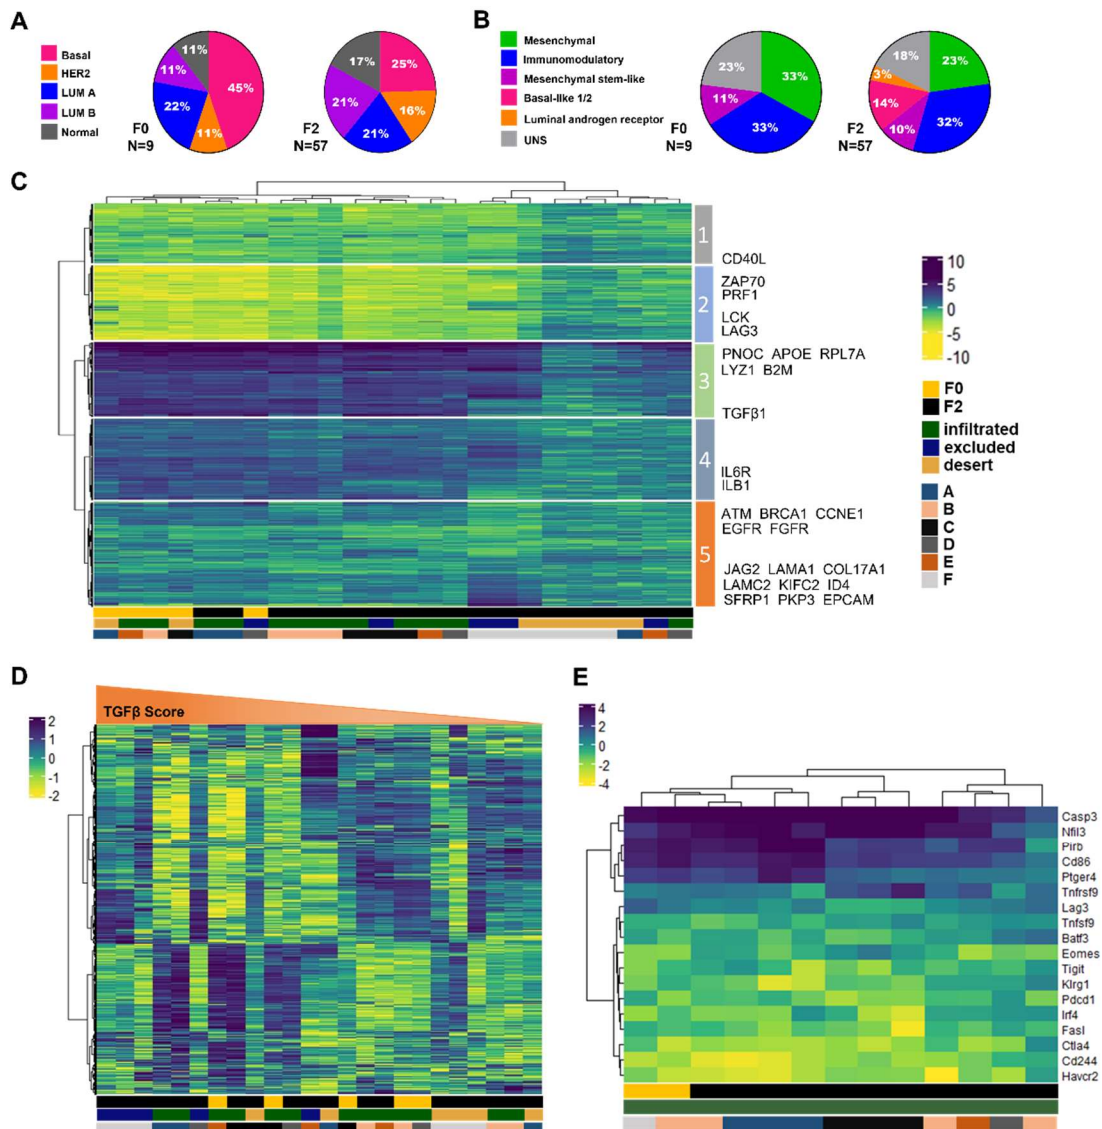 A
Basal
HER2
LUM A
LUM B
Normal
11%
11%
22%
11%
45%
F0
N=9
17%
25%
21%
16%
21%
F2
N=57
B
Mesenchymal
Immunomodulatory
Mesenchymal stem-like
Basal-like 1/2
Luminal androgen receptor
UNS
23%
33%
11%
33%
F0
N=9
18%
23%
3%
14%
10%
32%
F2
N=57
C
1
CD40L
2
ZAP70
PRF1
LCK
LAG3
3
PNOC APOE RPL7A
LYZ1 B2M
TGFβ1
4
IL6R
ILB1
5
ATM BRCA1 CCNE1
EGFR FGFR
JAG2 LAMA1 COL17A1
LAMC2 KIFC2 ID4
SFRP1 PKP3 EPCAM
10
5
0
-5
-10
F0
F2
infiltrated
excluded
desert
A
B
C
D
E
F
D
TGFβ Score
2
1
0
-1
-2
E
4
2
0
-2
-4
Casp3
Nfil3
Pirb
Cd86
Ptger4
Tnfrsf9
Lag3
Tnfsf9
Batf3
Eomes
Tigit
Klrg1
Pdcd1
Irf4
Fasl
Ctla4
Cd244
Havcr2